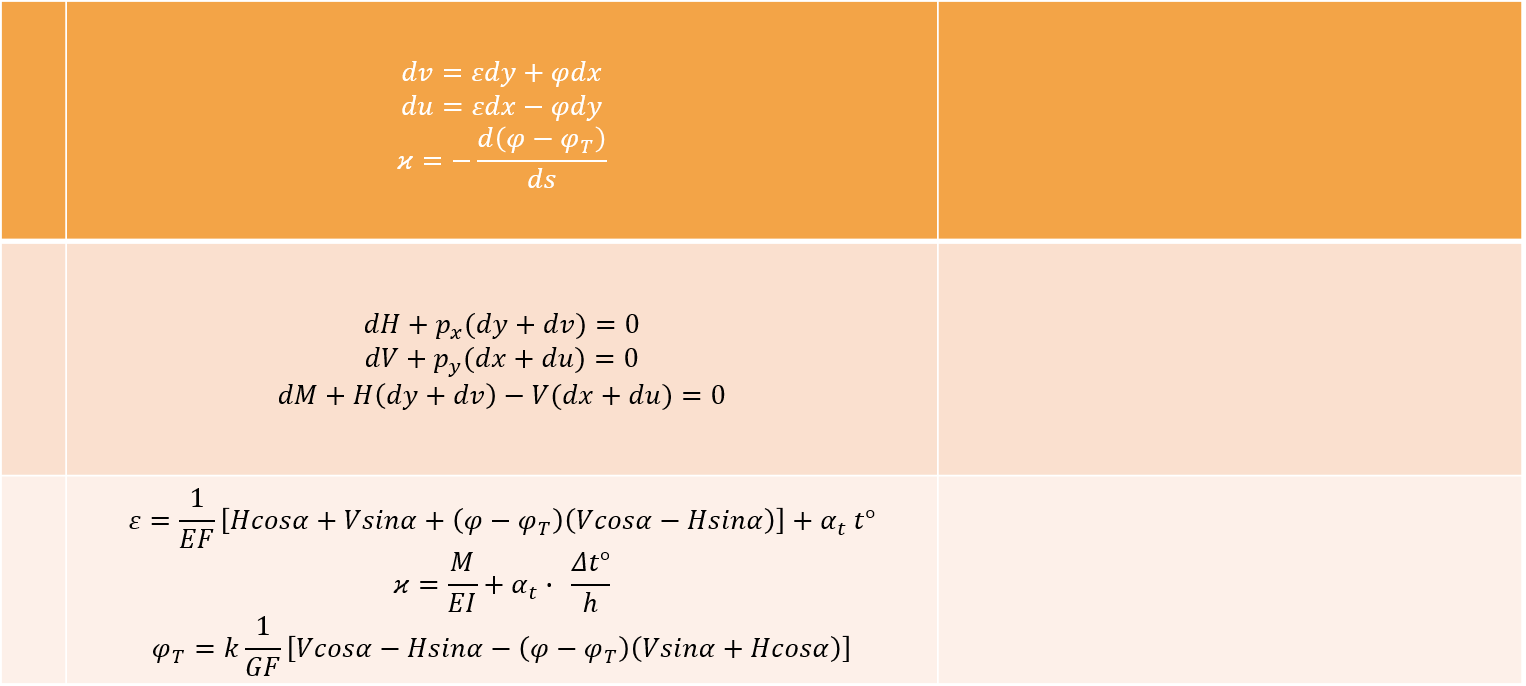 dv = εdy + φdx
du = εdx − φdy
ϰ = − d(φ − φ_T) / ds
dH + p_x(dy + dv) = 0
dV + p_y(dx + du) = 0
dM + H(dy + dv) − V(dx + du) = 0
ε = 1/EF [Hcosα + Vsinα + (φ − φ_T)(Vcosα − Hsinα)] + α_t t°
ϰ = M/EI + α_t · Δt°/h
φ_T = k 1/GF [Vcosα − Hsinα − (φ − φ_T)(Vsinα + Hcosα)]